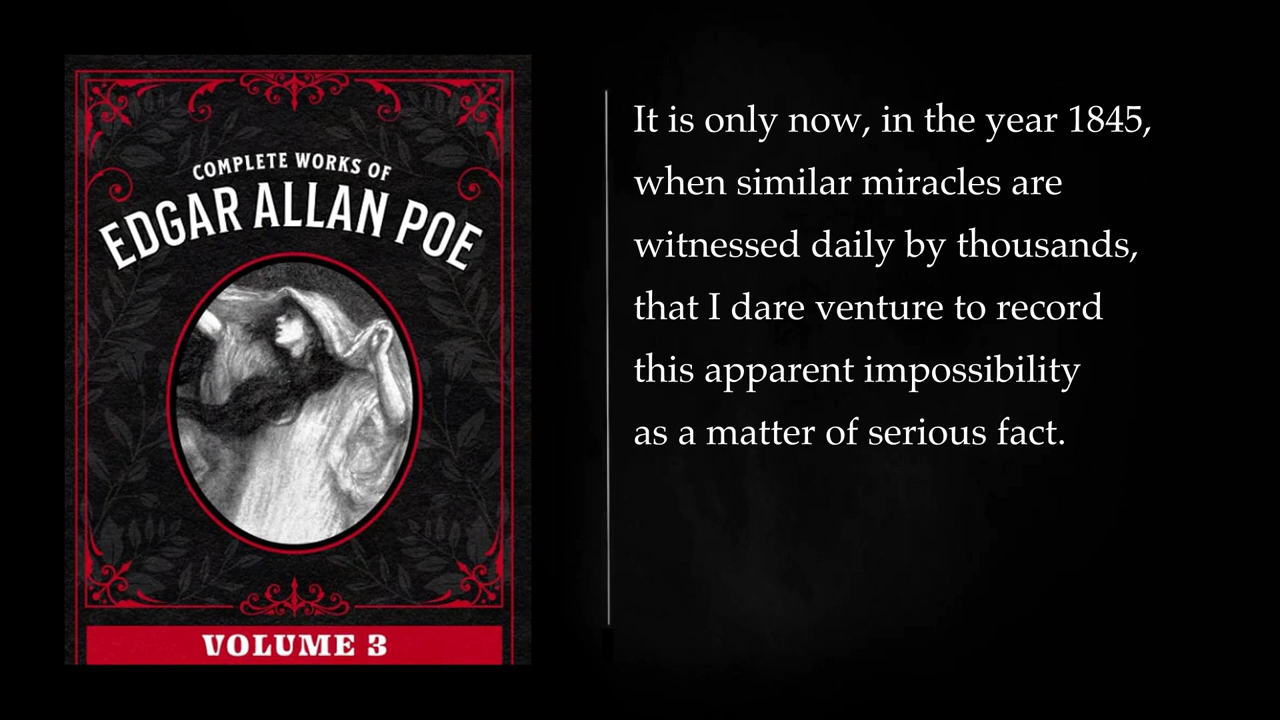 COMPLETE WORKS OF
EDGAR ALLAN POE
VOLUME 3
It is only now, in the year 1845,
when similar miracles are
witnessed daily by thousands,
that I dare venture to record
this apparent impossibility
as a matter of serious fact.